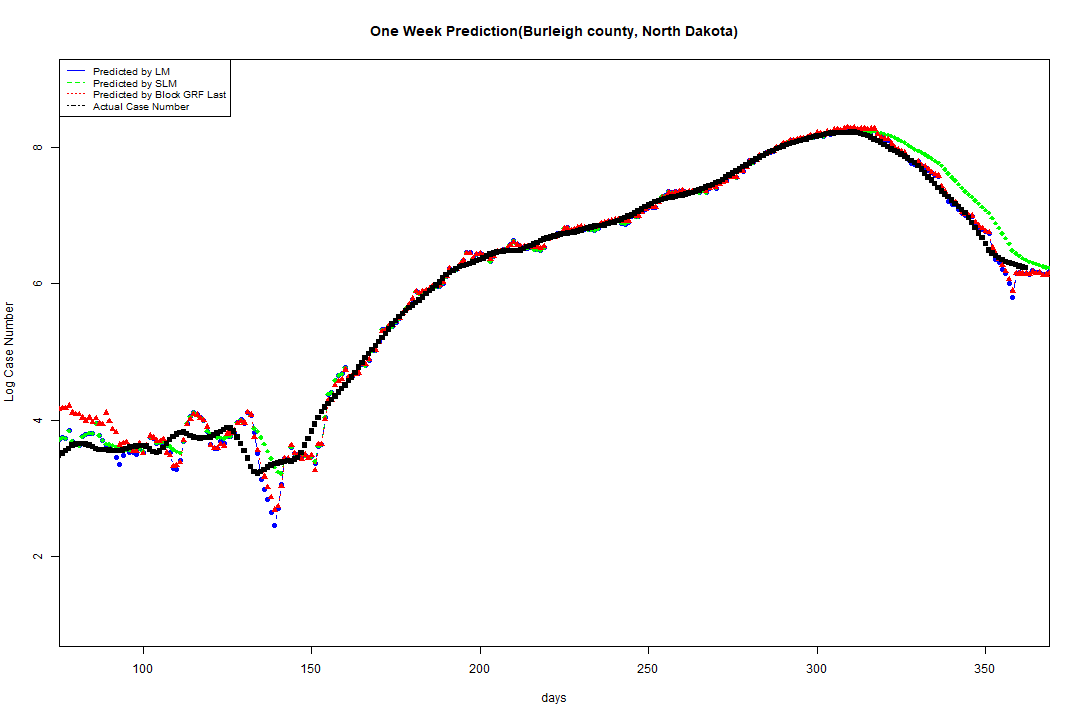 One Week Prediction(Burleigh county, North Dakota)
Predicted by LM
Predicted by SLM
Predicted by Block GRF Last
Actual Case Number
8
6
4
2
Log Case Number
100 150 200 250 300 350
days